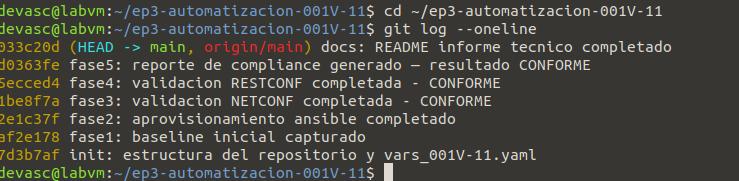 devasc@labvm:~/ep3-automatizacion-001V-11$ cd ~/ep3-automatizacion-001V-11
devasc@labvm:~/ep3-automatizacion-001V-11$ git log --oneline
033c20d (HEAD -> main, origin/main) docs: README informe tecnico completado
d0363fe fase5: reporte de compliance generado — resultado CONFORME
5ecced4 fase4: validacion RESTCONF completada - CONFORME
1be8f7a fase3: validacion NETCONF completada - CONFORME
2e1c37f fase2: aprovisionamiento ansible completado
af2e178 fase1: baseline inicial capturado
7d3b7af init: estructura del repositorio y vars_001V-11.yaml
devasc@labvm:~/ep3-automatizacion-001V-11$